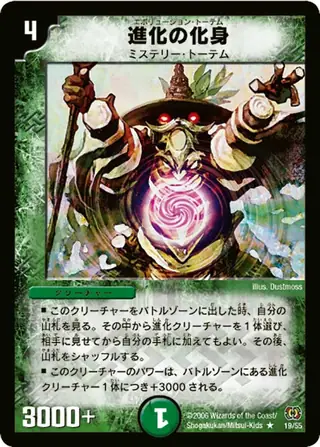 4
エボリューション・トーテム
進化の化身
ミステリー・トーテム
illus. Dustmoss
クリーチャー
■ このクリーチャーをバトルゾーンに出した時、自分の
山札を見る。その中から進化クリーチャーを1体選び、
相手に見せてから自分の手札に加えてもよい。その後、
山札をシャッフルする。
■ このクリーチャーのパワーは、バトルゾーンにある進化
クリーチャー1体につき+3000される。
3000+
1
©2006 Wizards of the Coast/
Shogakukan/Mitsui-Kids ★ 19/55